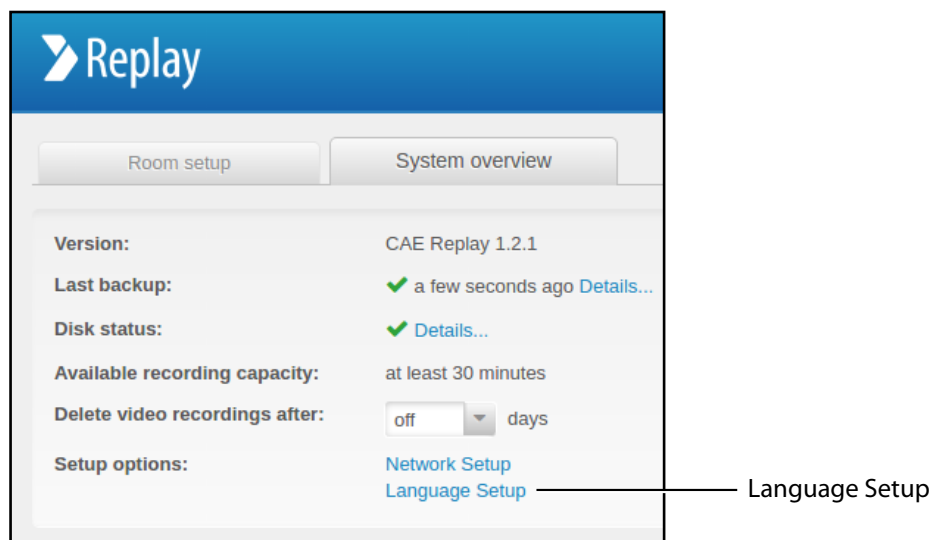 Replay
Room setup System overview
Version: CAE Replay 1.2.1
Last backup: a few seconds ago Details...
Disk status: Details...
Available recording capacity: at least 30 minutes
Delete video recordings after: off days
Setup options: Network Setup
Language Setup Language Setup